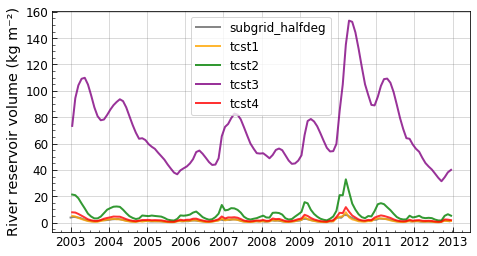 River reservoir volume (kg m⁻²)
160
140
120
100
80
60
40
20
0
subgrid_halfdeg
tcst1
tcst2
tcst3
tcst4
2003 2004 2005 2006 2007 2008 2009 2010 2011 2012 2013